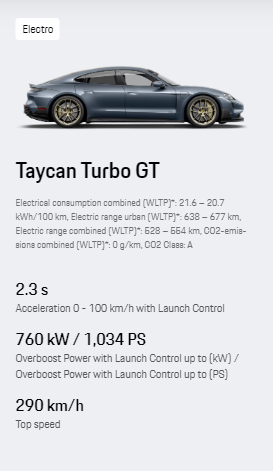 Electro
Taycan Turbo GT
Electrical consumption combined (WLTP)*: 21.6 – 20.7
kWh/100 km, Electric range urban (WLTP)*: 638 – 677 km,
Electric range combined (WLTP)*: 528 – 554 km, CO2-emis-
sions combined (WLTP)*: 0 g/km, CO2 Class: A
2.3 s
Acceleration 0 - 100 km/h with Launch Control
760 kW / 1,034 PS
Overboost Power with Launch Control up to (kW) /
Overboost Power with Launch Control up to (PS)
290 km/h
Top speed